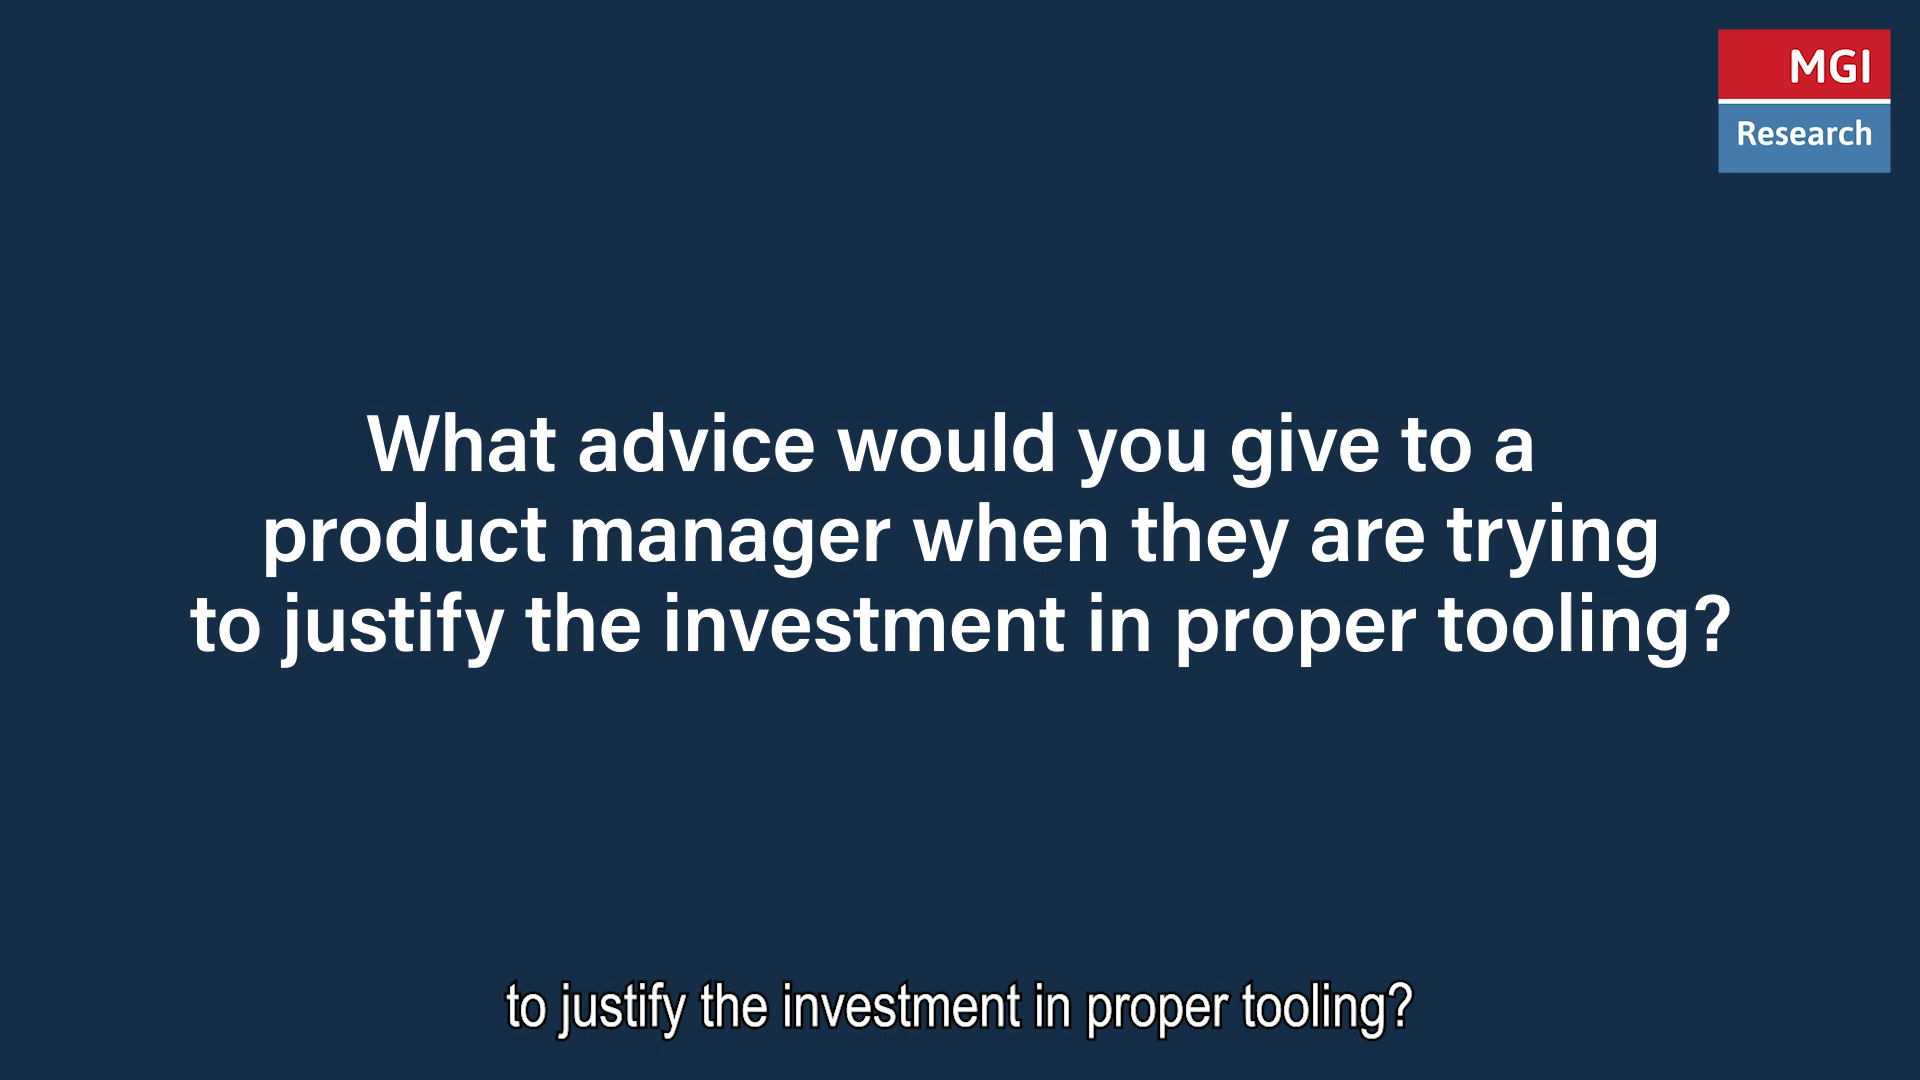 MGI
Research
What advice would you give to a
product manager when they are trying
to justify the investment in proper tooling?
to justify the investment in proper tooling?